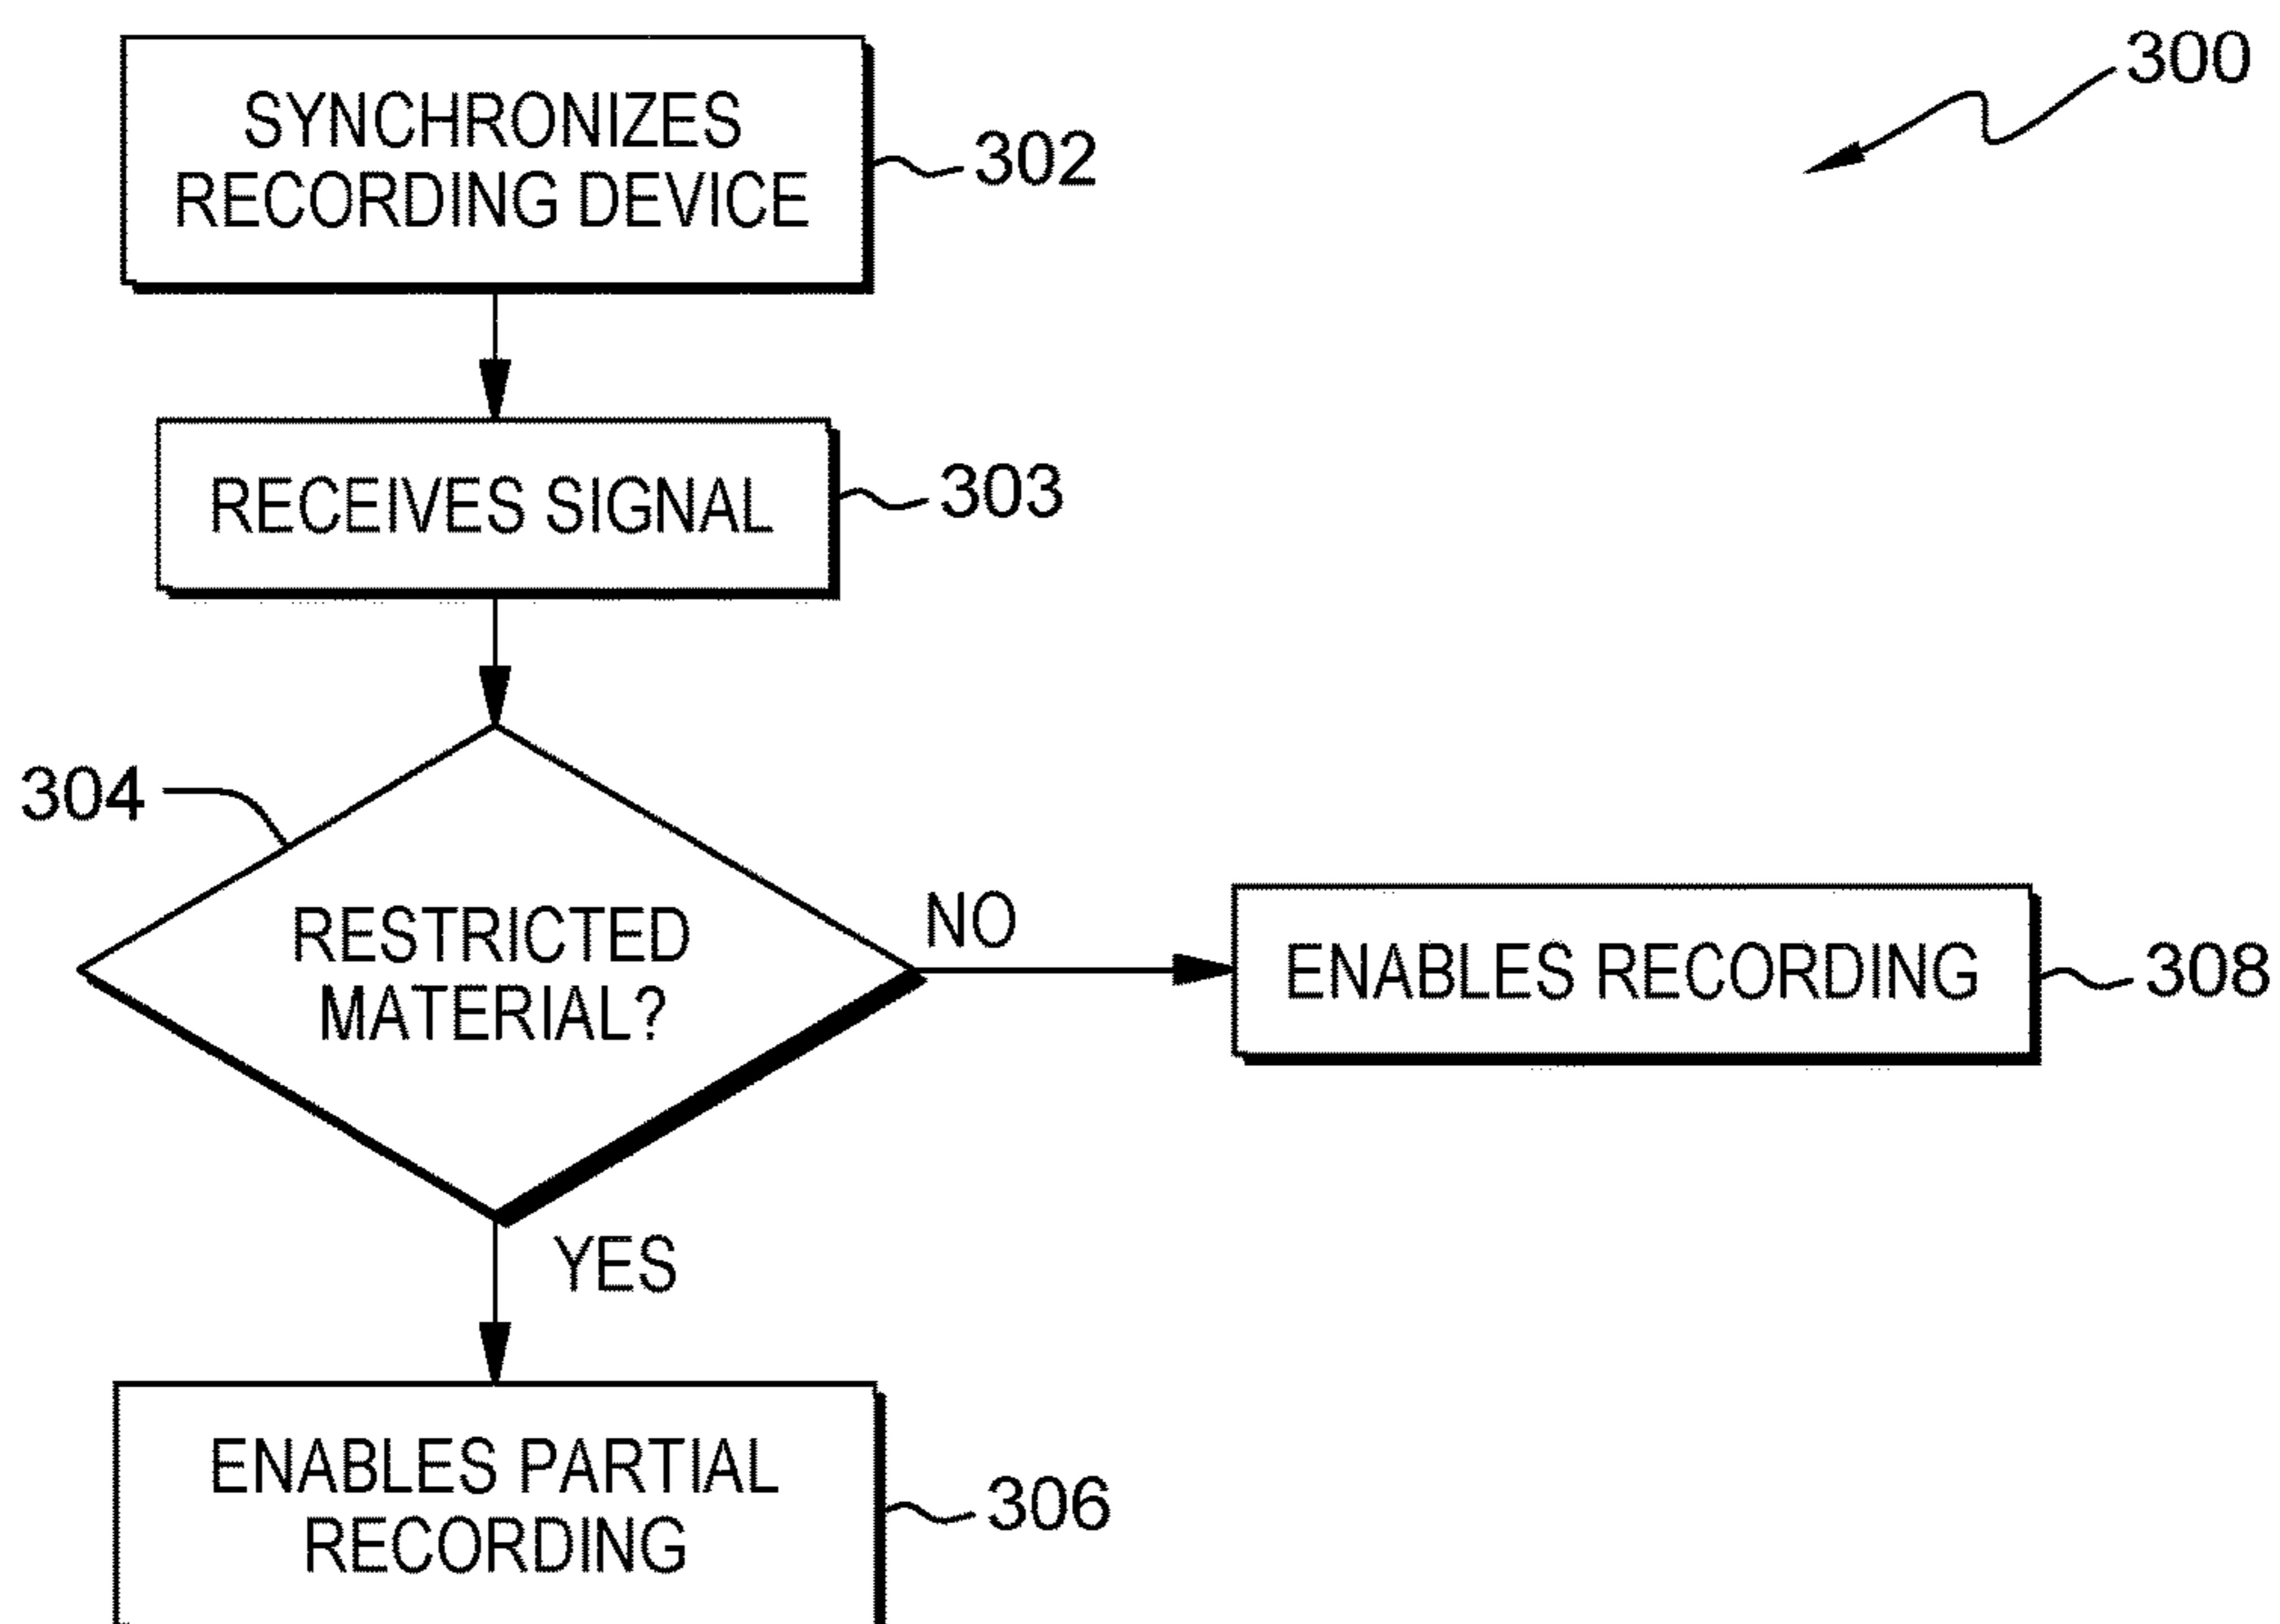 300
SYNCHRONIZES
RECORDING DEVICE
302
RECEIVES SIGNAL
303
304
RESTRICTED
MATERIAL?
NO
ENABLES RECORDING
308
YES
ENABLES PARTIAL
RECORDING
306